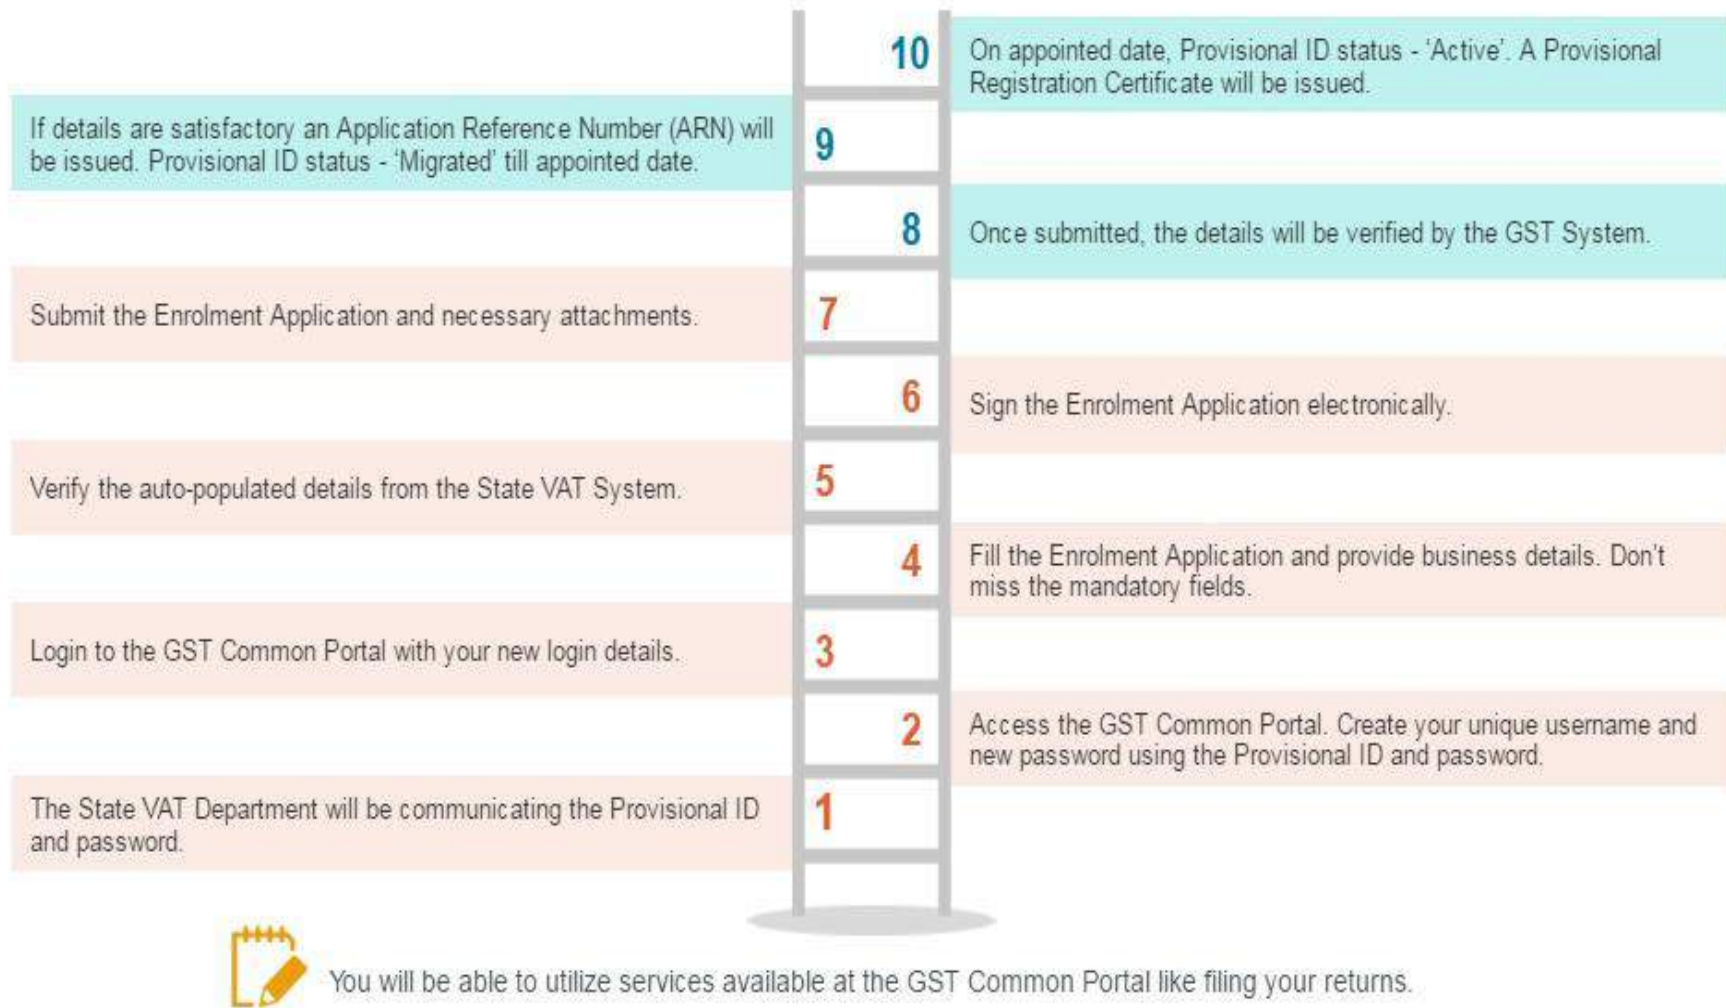 10
On appointed date, Provisional ID status - ‘Active’. A Provisional
Registration Certificate will be issued.
If details are satisfactory an Application Reference Number (ARN) will
be issued. Provisional ID status - ‘Migrated’ till appointed date.
9
8
Once submitted, the details will be verified by the GST System.
Submit the Enrolment Application and necessary attachments.
7
6
Sign the Enrolment Application electronically.
Verify the auto-populated details from the State VAT System.
5
4
Fill the Enrolment Application and provide business details. Don’t
miss the mandatory fields.
Login to the GST Common Portal with your new login details.
3
2
Access the GST Common Portal. Create your unique username and
new password using the Provisional ID and password.
The State VAT Department will be communicating the Provisional ID
and password.
1
You will be able to utilize services available at the GST Common Portal like filing your returns.